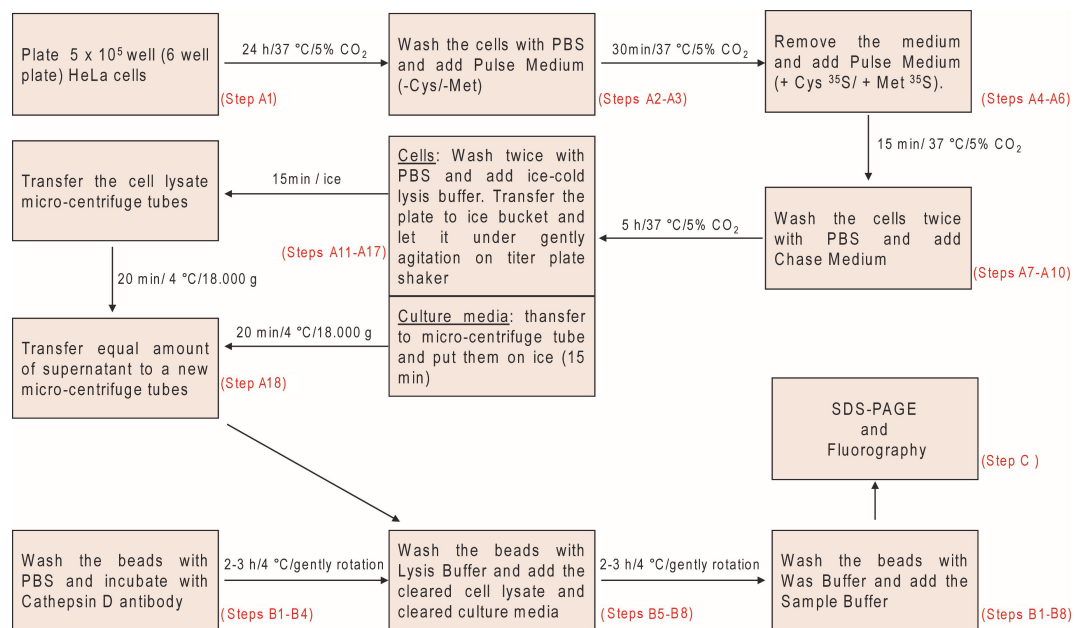 Plate 5 x 10⁵ well (6 well
plate) HeLa cells
(Step A1)
24 h/37 °C/5% CO₂
Wash the cells with PBS
and add Pulse Medium
(-Cys/-Met)
(Steps A2-A3)
30min/37 °C/5% CO₂
Remove the medium
and add Pulse Medium
(+ Cys ³⁵S/ + Met ³⁵S).
(Steps A4-A6)
15 min/ 37 °C/5% CO₂
Wash the cells twice
with PBS and add
Chase Medium
(Steps A7-A10)
5 h/37 °C/5% CO₂
Cells: Wash twice with
PBS and add ice-cold
lysis buffer. Transfer the
plate to ice bucket and
let it under gently
agitation on titer plate
shaker
(Steps A11-A17)
Culture media: thansfer
to micro-centrifuge tube
and put them on ice (15
min)
15min / ice
Transfer the cell lysate
micro-centrifuge tubes
20 min/ 4 °C/18.000 g
20 min/4 °C/18.000 g
Transfer equal amount
of supernatant to a new
micro-centrifuge tubes
(Step A18)
Wash the beads with
PBS and incubate with
Cathepsin D antibody
(Steps B1-B4)
2-3 h/4 °C/gently rotation
Wash the beads with
Lysis Buffer and add the
cleared cell lysate and
cleared culture media
(Steps B5-B8)
2-3 h/4 °C/gently rotation
Wash the beads with
Was Buffer and add the
Sample Buffer
(Steps B1-B8)
SDS-PAGE
and
Fluorography
(Step C )